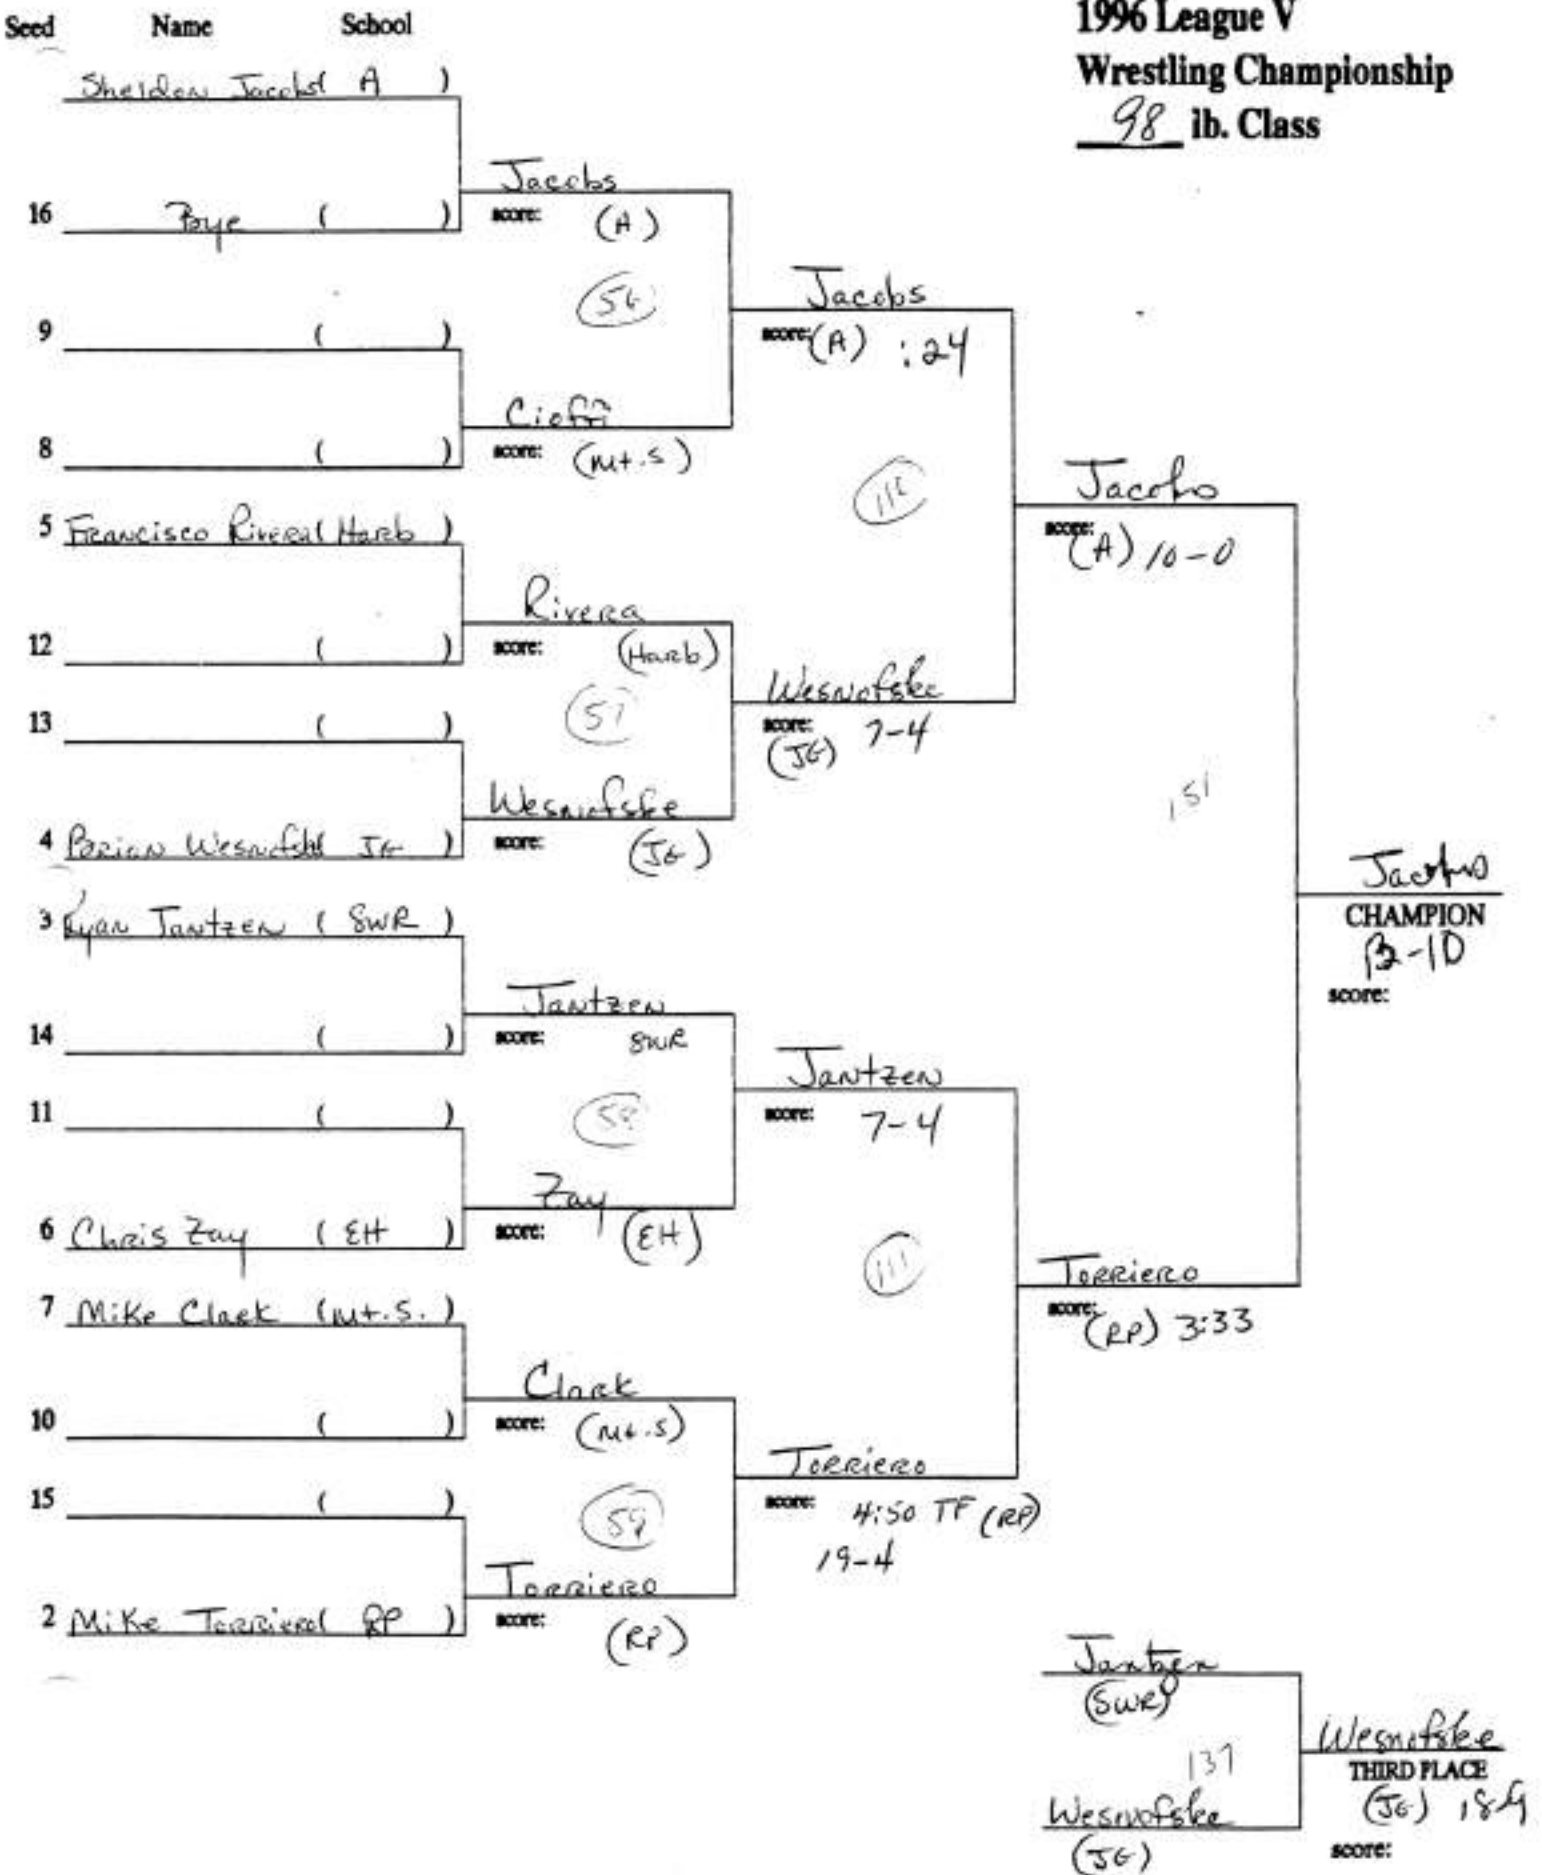 1996 League V
Wrestling Championship
98 lb. Class
Seed Name School
Sheldon Jacobs ( A )
Jacobs
16 Bye ( )
score: (A)
56
Jacobs
9 ( )
score: (A) :24
Cioffi
8 ( )
score: (Mt.S)
Jacobs
5 Francisco Rivera ( Harb )
score: (A) 10-0
Rivera
12 ( )
score: (Harb)
57
Wesnofske
13 ( )
score: (JG) 7-4
151
Wesnofske
4 Brian Wesnofske ( JG )
score: (JG)
Jacobs
CHAMPION
score:
3 Ryan Jantzen ( SWR )
Jantzen
14 ( )
score: SWR
Jantzen
11 ( )
58
score: 7-4
Zay
6 Chris Zay ( EH )
score: (EH)
111
Torriero
7 Mike Clark ( Mt.S. )
score: (RP) 3:33
Clark
10 ( )
score: (Mt.S)
Torriero
15 ( )
59
score: 4:50 TF (RP)
19-4
Torriero
2 Mike Torriero ( RP )
score: (RP)
Jantzen
(SWR)
137
Wesnofske
THIRD PLACE
(JG)
Wesnofske
(JG)
score: